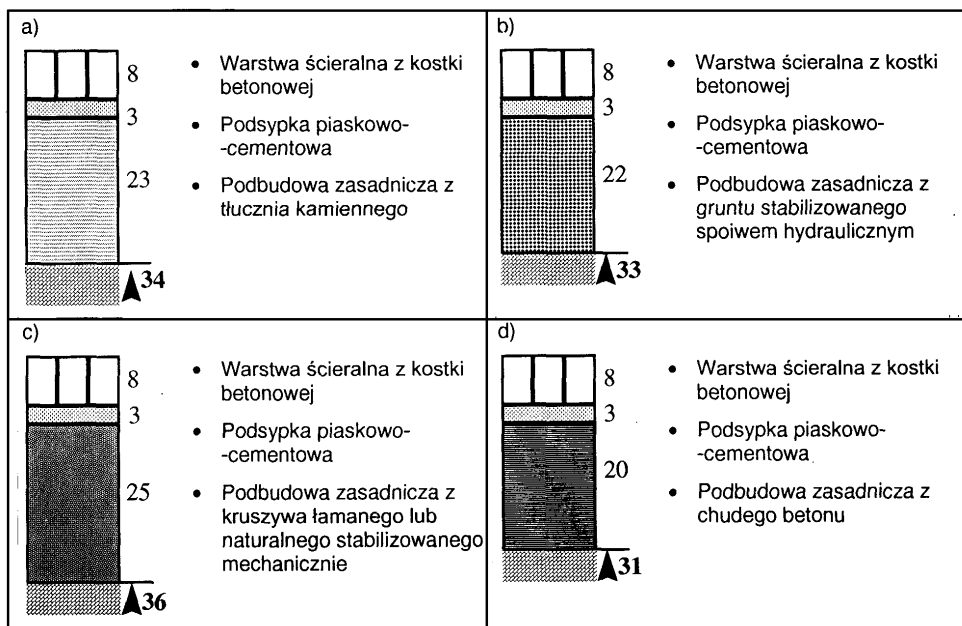 a)
8
3
23
34
• Warstwa ścieralna z kostki
betonowej
• Podsypka piaskowo-
-cementowa
• Podbudowa zasadnicza z
tłucznia kamiennego
b)
8
3
22
33
• Warstwa ścieralna z kostki
betonowej
• Podsypka piaskowo-
-cementowa
• Podbudowa zasadnicza z
gruntu stabilizowanego
spoiwem hydraulicznym
c)
8
3
25
36
• Warstwa ścieralna z kostki
betonowej
• Podsypka piaskowo-
-cementowa
• Podbudowa zasadnicza z
kruszywa łamanego lub
naturalnego stabilizowanego
mechanicznie
d)
8
3
20
31
• Warstwa ścieralna z kostki
betonowej
• Podsypka piaskowo-
-cementowa
• Podbudowa zasadnicza z
chudego betonu